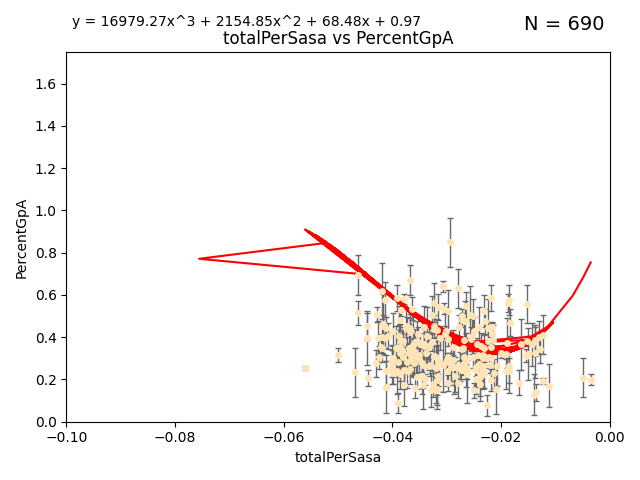 y = 16979.27x^3 + 2154.85x^2 + 68.48x + 0.97
N = 690
totalPerSasa vs PercentGpA
1.6
1.4
1.2
1.0
0.8
0.6
0.4
0.2
0.0
PercentGpA
−0.10 −0.08 −0.06 −0.04 −0.02 0.00
totalPerSasa